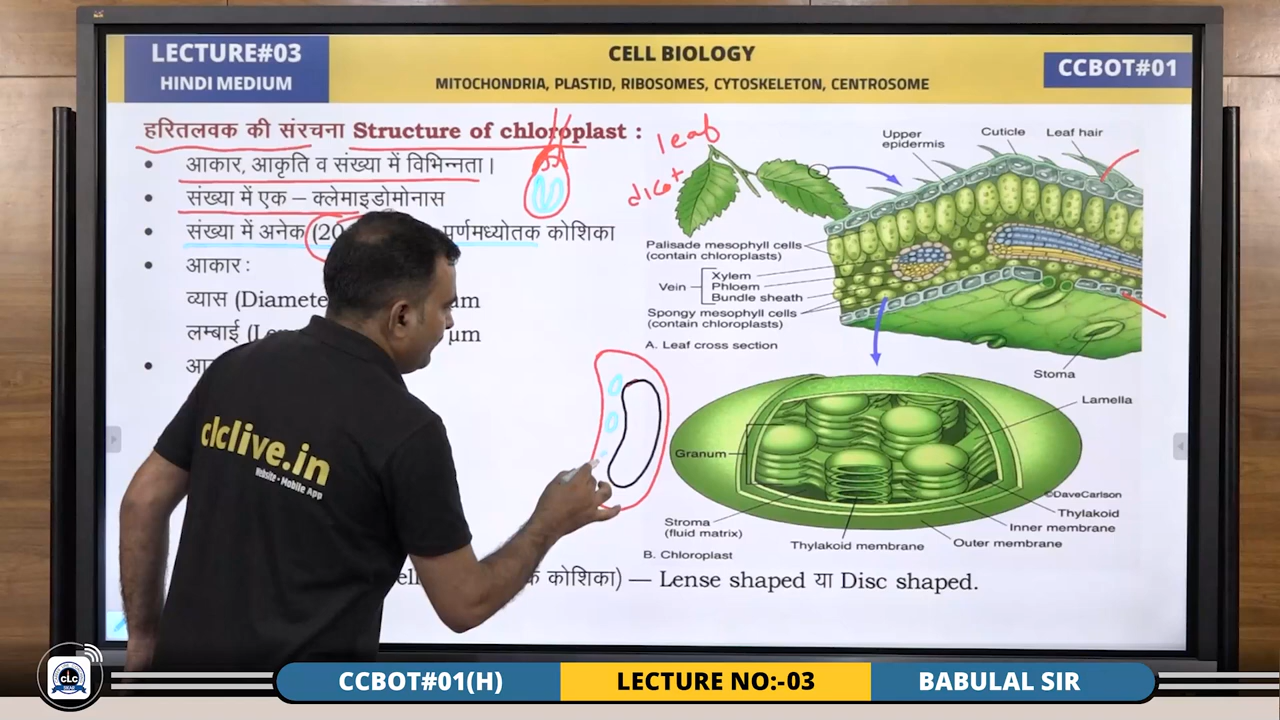 LECTURE#03
HINDI MEDIUM
CELL BIOLOGY
MITOCHONDRIA, PLASTID, RIBOSOMES, CYTOSKELETON, CENTROSOME
CCBOT#01
हरितलवक की संरचना Structure of chloroplast :
• आकार, आकृति व संख्या में विभिन्नता।
• संख्या में एक – क्लेमाइडोमोनास
• संख्या में अनेक (20 पर्णमध्योतक कोशिका
• आकार :
व्यास (Diamete µm
लम्बाई (Le µm
•
कोशिका) — Lense shaped या Disc shaped.
leaf
dicot
Upper epidermis
Cuticle
Leaf hair
Palisade mesophyll cells
(contain chloroplasts)
Vein
Xylem
Phloem
Bundle sheath
Spongy mesophyll cells
(contain chloroplasts)
A. Leaf cross section
Stoma
Lamella
Granum
©DaveCarlson
Thylakoid
Inner membrane
Outer membrane
Stroma
(fluid matrix)
Thylakoid membrane
B. Chloroplast
clclive.in
Website • Mobile App
CLC
CCBOT#01(H)
LECTURE NO:-03
BABULAL SIR